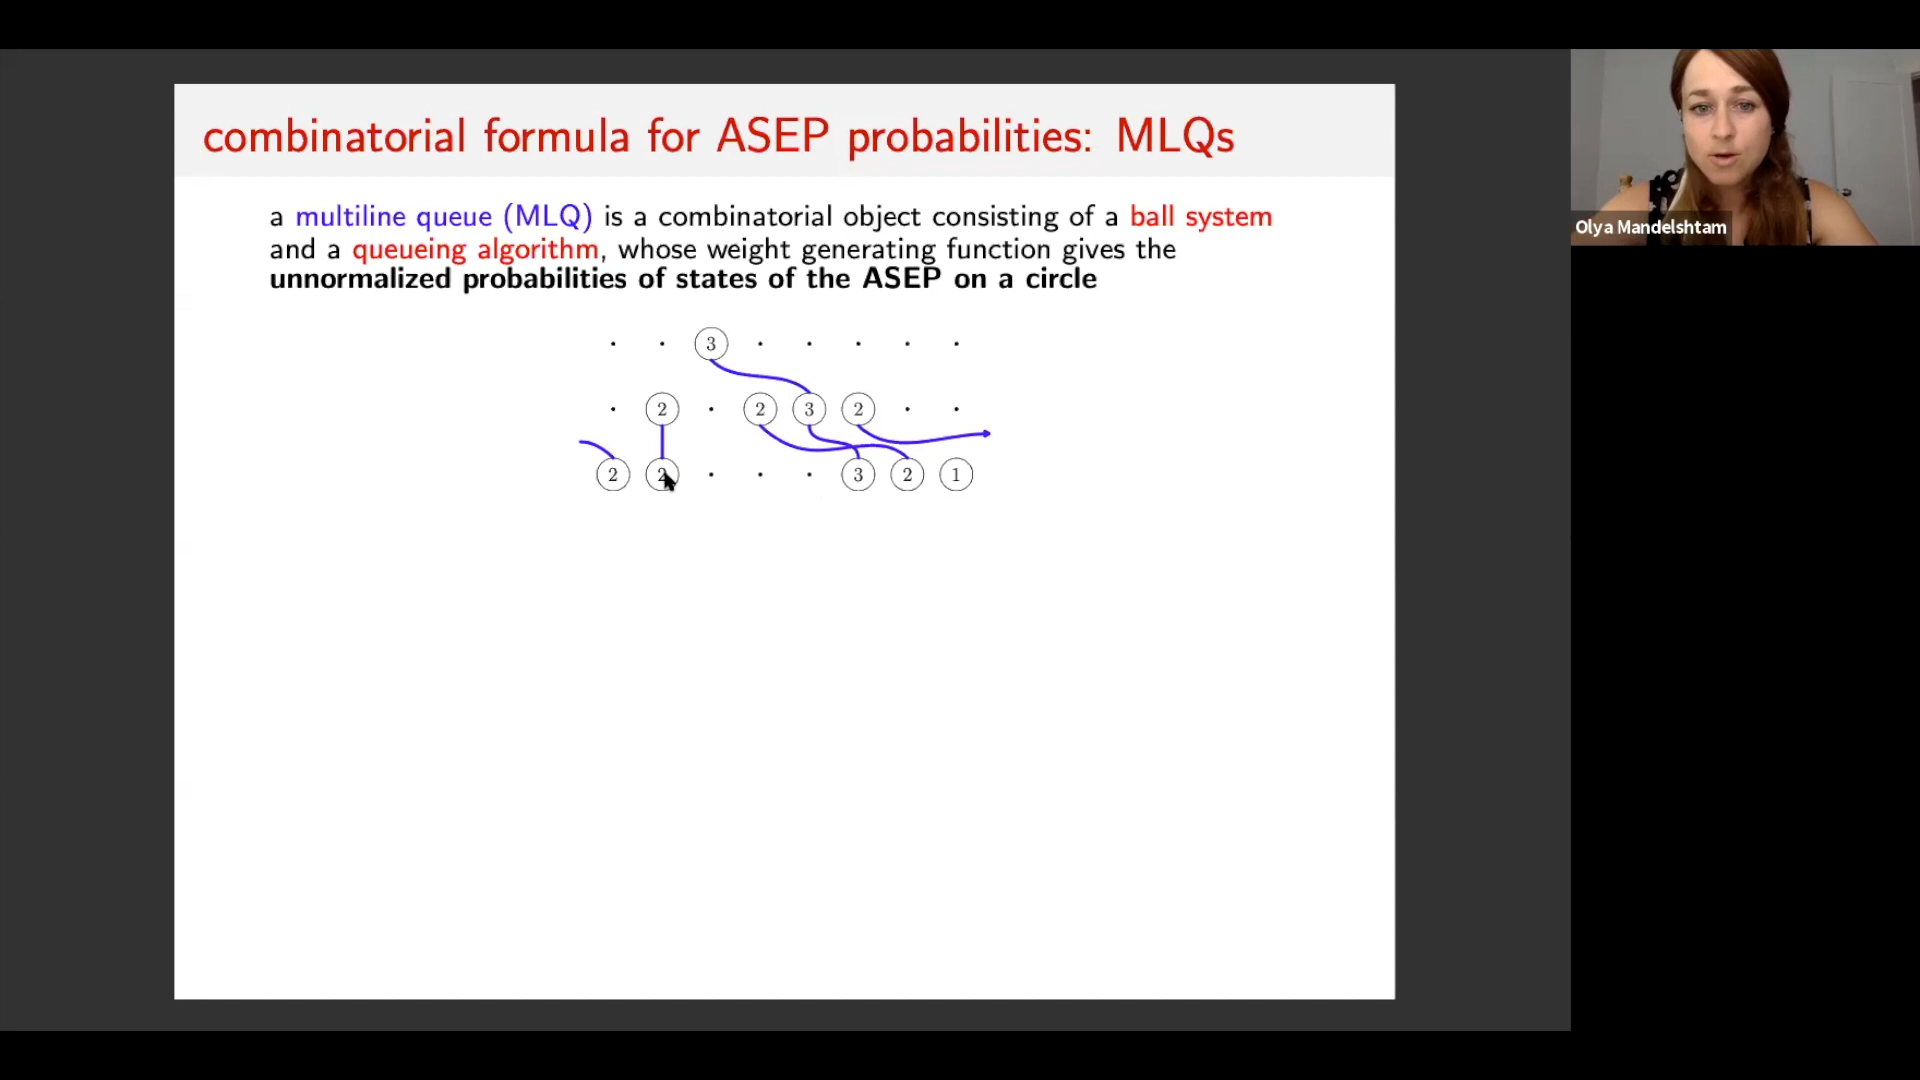 combinatorial formula for ASEP probabilities: MLQs
a multiline queue (MLQ) is a combinatorial object consisting of a ball system
and a queueing algorithm, whose weight generating function gives the
unnormalized probabilities of states of the ASEP on a circle
3
2 2 3 2
2 2 3 2 1
Olya Mandelshtam